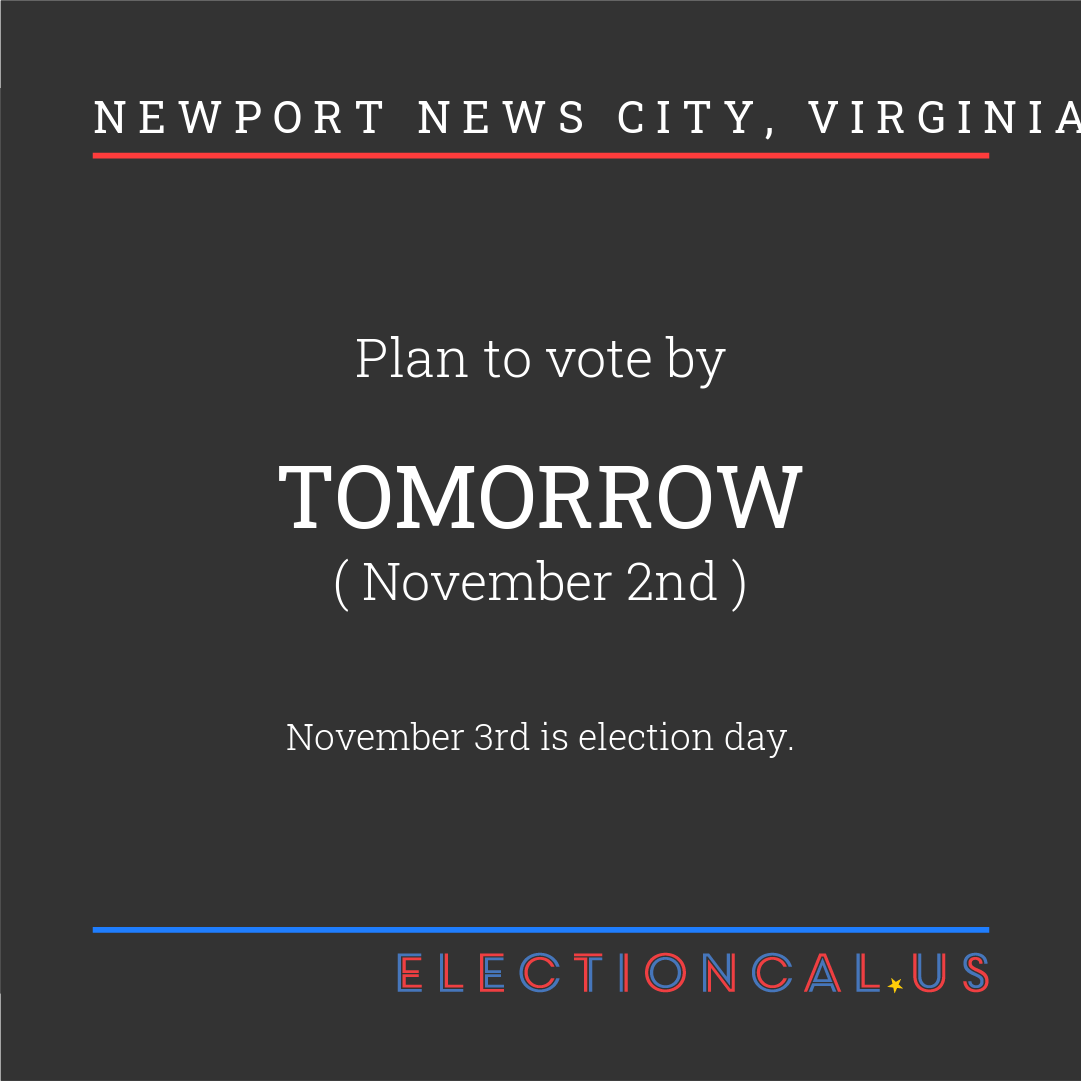 NEWPORT NEWS CITY, VIRGINIA
Plan to vote by
TOMORROW
( November 2nd )
November 3rd is election day.
ELECTIONCAL.US